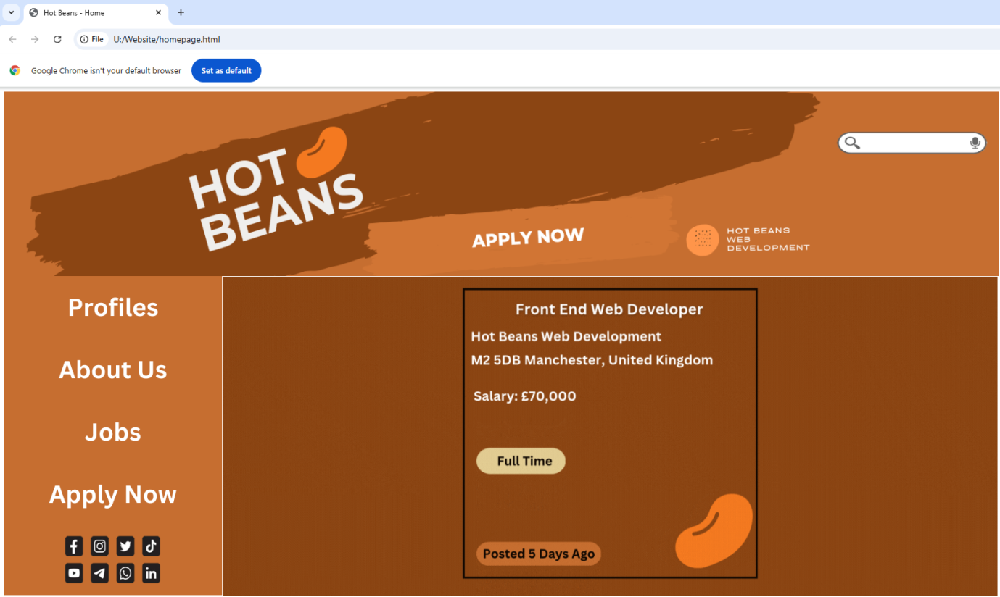 Hot Beans - Home
File
U:/Website/homepage.html
Google Chrome isn't your default browser
Set as default
HOT
BEANS
APPLY NOW
HOT BEANS
WEB
DEVELOPMENT
Profiles
About Us
Jobs
Apply Now
Front End Web Developer
Hot Beans Web Development
M2 5DB Manchester, United Kingdom
Salary: £70,000
Full Time
Posted 5 Days Ago